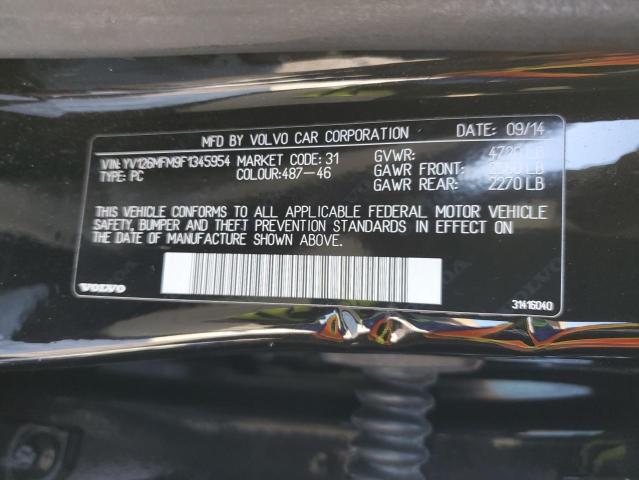 MFD BY VOLVO CAR CORPORATION DATE: 09/14
VIN: YV126MFM9F1345954 MARKET CODE: 31 GVWR: LB
TYPE: PC COLOUR:487-46 GAWR FRONT: LB
GAWR REAR: 2270 LB
THIS VEHICLE CONFORMS TO ALL APPLICABLE FEDERAL MOTOR VEHICLE
SAFETY, BUMPER AND THEFT PREVENTION STANDARDS IN EFFECT ON
THE DATE OF MANUFACTURE SHOWN ABOVE.
VOLVO 31416040